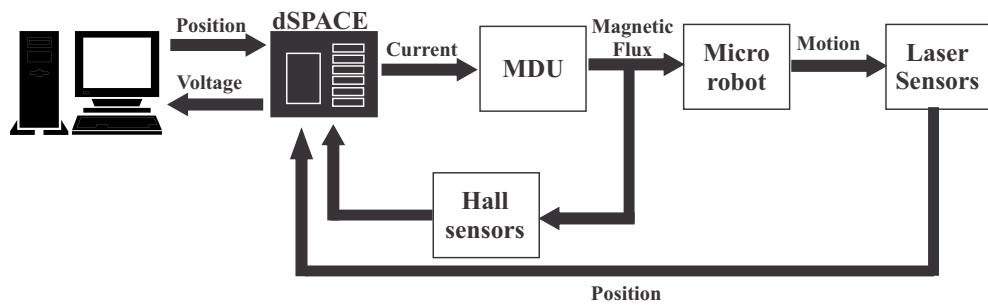 dSPACE
Position
Voltage
Current
MDU
Magnetic
Flux
Micro
robot
Motion
Laser
Sensors
Hall
sensors
Position